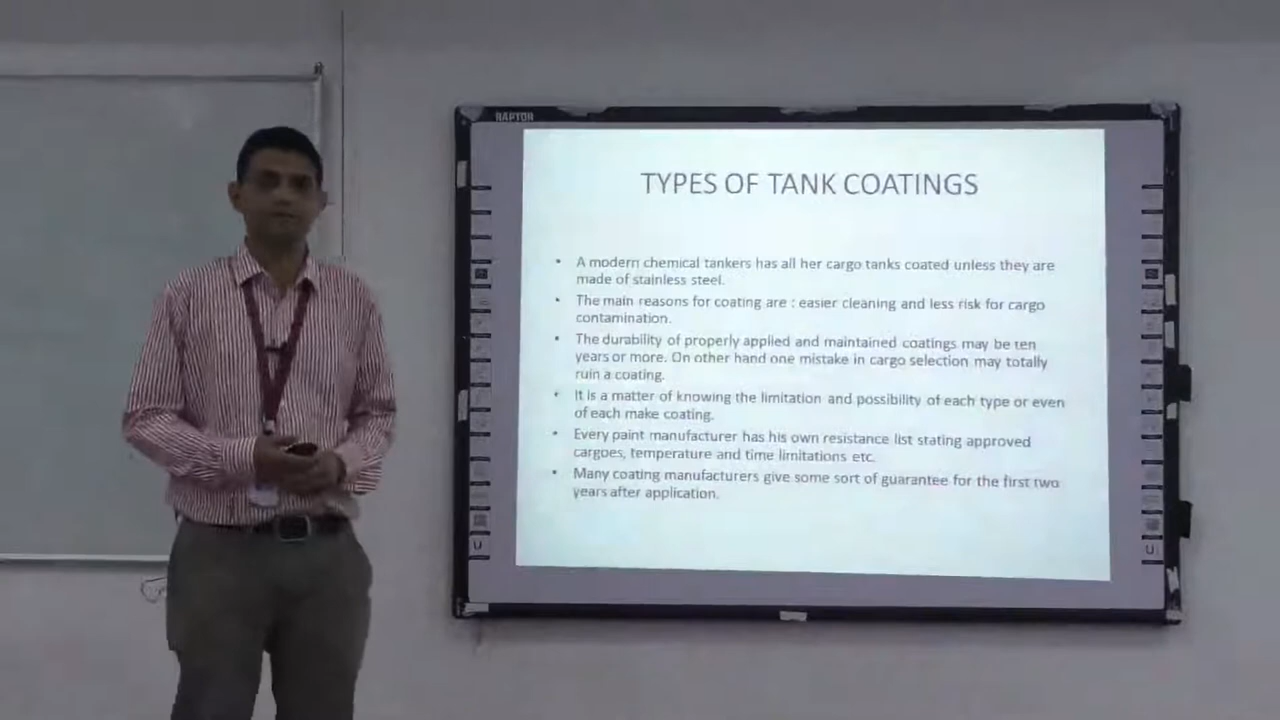 RAPTOR
TYPES OF TANK COATINGS
• A modern chemical tankers has all her cargo tanks coated unless they are
made of stainless steel.
• The main reasons for coating are : easier cleaning and less risk for cargo
contamination.
• The durability of properly applied and maintained coatings may be ten
years or more. On other hand one mistake in cargo selection may totally
ruin a coating.
• It is a matter of knowing the limitation and possibility of each type or even
of each make coating.
• Every paint manufacturer has his own resistance list stating approved
cargoes, temperature and time limitations etc.
• Many coating manufacturers give some sort of guarantee for the first two
years after application.